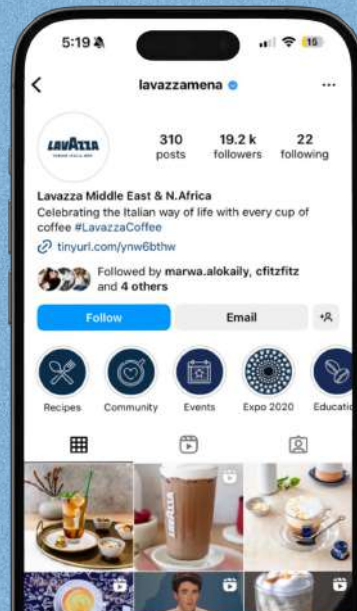 5:19
16
lavazzamena
LAVAZZA
310 19.2 k 22
posts followers following
Lavazza Middle East & N.Africa
Celebrating the Italian way of life with every cup of
coffee #LavazzaCoffee
tinyurl.com/ynw6bthw
Followed by marwa.alokaily, cfitzfitz
and 4 others
Follow Email
Recipes Community Events Expo 2020 Educatio
LAVAZZA